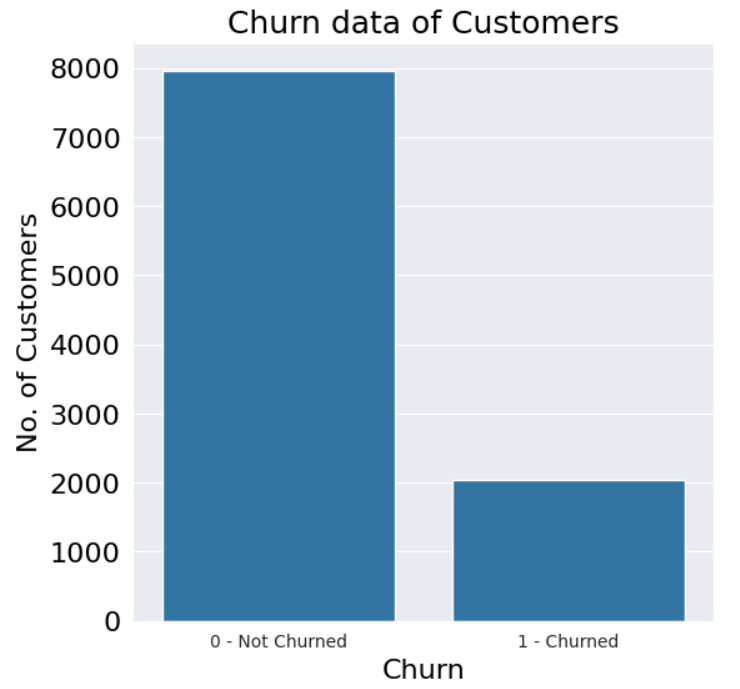 Churn data of Customers
8000
7000
6000
5000
4000
3000
2000
1000
0
No. of Customers
0 - Not Churned
1 - Churned
Churn